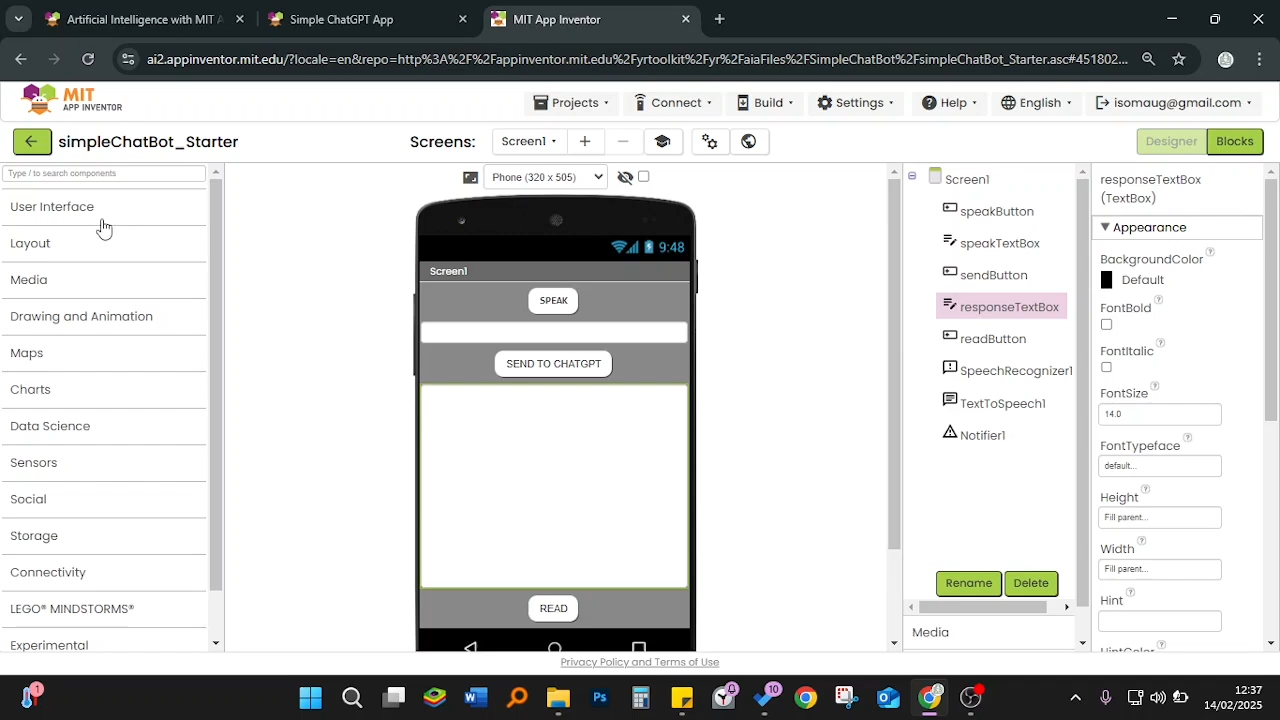 Artificial Intelligence with MIT A
Simple ChatGPT App
MIT App Inventor
ai2.appinventor.mit.edu/?locale=en&repo=http%3A%2F%2Fappinventor.mit.edu%2Fyrtoolkit%2Fyr%2FaiaFiles%2FSimpleChatBot%2FsimpleChatBot_Starter.asc#451802...
MIT
APP INVENTOR
Projects
Connect
Build
Settings
Help
English
isomaug@gmail.com
simpleChatBot_Starter
Screens:
Screen1
Designer
Blocks
Type / to search components
User Interface
Layout
Media
Drawing and Animation
Maps
Charts
Data Science
Sensors
Social
Storage
Connectivity
LEGO® MINDSTORMS®
Experimental
Phone (320 x 505)
9:48
Screen1
SPEAK
SEND TO CHATGPT
READ
Screen1
speakButton
speakTextBox
sendButton
responseTextBox
readButton
SpeechRecognizer1
TextToSpeech1
Notifier1
Rename
Delete
Media
responseTextBox
(TextBox)
Appearance
BackgroundColor
Default
FontBold
FontItalic
FontSize
14.0
FontTypeface
default...
Height
Fill parent...
Width
Fill parent...
Hint
HintColor
Privacy Policy and Terms of Use
1
10
12:37
14/02/2025